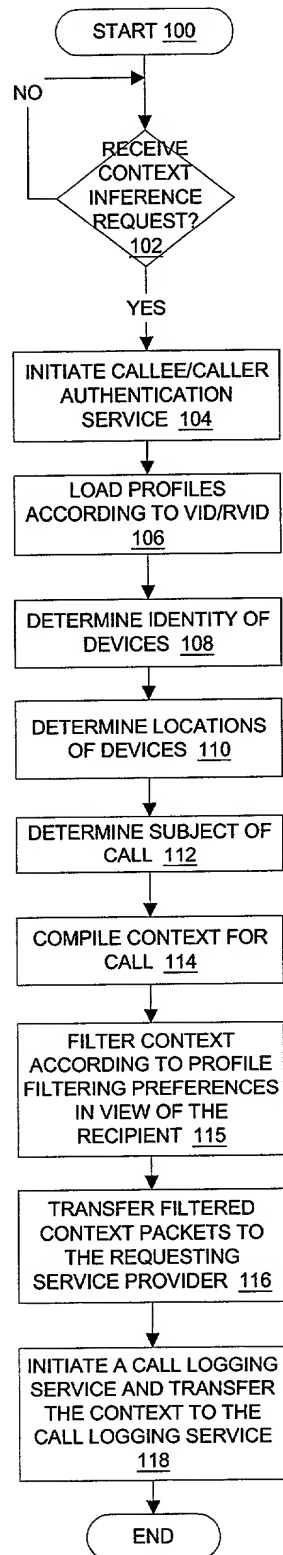 START 100
NO
RECEIVE
CONTEXT
INFERENCE
REQUEST?
102
YES
INITIATE CALLEE/CALLER
AUTHENTICATION
SERVICE 104
LOAD PROFILES
ACCORDING TO VID/RVID
106
DETERMINE IDENTITY OF
DEVICES 108
DETERMINE LOCATIONS
OF DEVICES 110
DETERMINE SUBJECT OF
CALL 112
COMPILE CONTEXT FOR
CALL 114
FILTER CONTEXT
ACCORDING TO PROFILE
FILTERING PREFERENCES
IN VIEW OF THE
RECIPIENT 115
TRANSFER FILTERED
CONTEXT PACKETS TO
THE REQUESTING
SERVICE PROVIDER 116
INITIATE A CALL LOGGING
SERVICE AND TRANSFER
THE CONTEXT TO THE
CALL LOGGING SERVICE
118
END